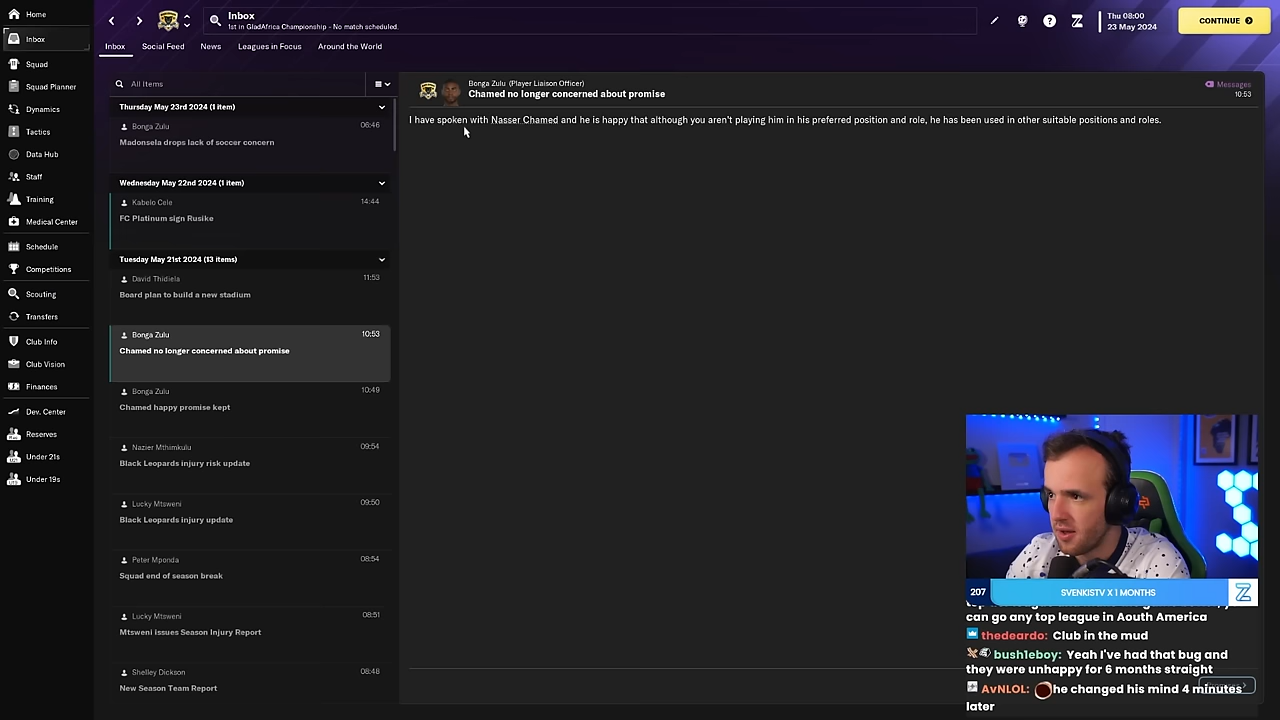 Home
Inbox
Squad
Squad Planner
Dynamics
Tactics
Data Hub
Staff
Training
Medical Center
Schedule
Competitions
Scouting
Transfers
Club Info
Club Vision
Finances
Dev. Center
Reserves
Under 21s
Under 19s
Inbox
1st in GladAfrica Championship - No match scheduled.
Thu 08:00
23 May 2024
CONTINUE
Inbox
Social Feed
News
Leagues in Focus
Around the World
All Items
Thursday May 23rd 2024 (1 item)
Bonga Zulu 06:46
Madonsela drops lack of soccer concern
Wednesday May 22nd 2024 (1 item)
Kabelo Cele 14:44
FC Platinum sign Rusike
Tuesday May 21st 2024 (13 items)
David Thidiela 11:53
Board plan to build a new stadium
Bonga Zulu 10:53
Chamed no longer concerned about promise
Bonga Zulu 10:49
Chamed happy promise kept
Nazier Mthimkulu 09:54
Black Leopards injury risk update
Lucky Mtsweni 09:50
Black Leopards injury update
Peter Mponda 08:54
Squad end of season break
Lucky Mtsweni 08:51
Mtsweni issues Season Injury Report
Shelley Dickson 08:48
New Season Team Report
Bonga Zulu (Player Liaison Officer)
Chamed no longer concerned about promise
Messages
10:53
I have spoken with Nasser Chamed and he is happy that although you aren't playing him in his preferred position and role, he has been used in other suitable positions and roles.
207 SVENKISTV X 1 MONTHS
can go any top league in Aouth America
thedeardo: Club in the mud
bush1eboy: Yeah I've had that bug and
they were unhappy for 6 months straight
AvNLOL: he changed his mind 4 minutes
later